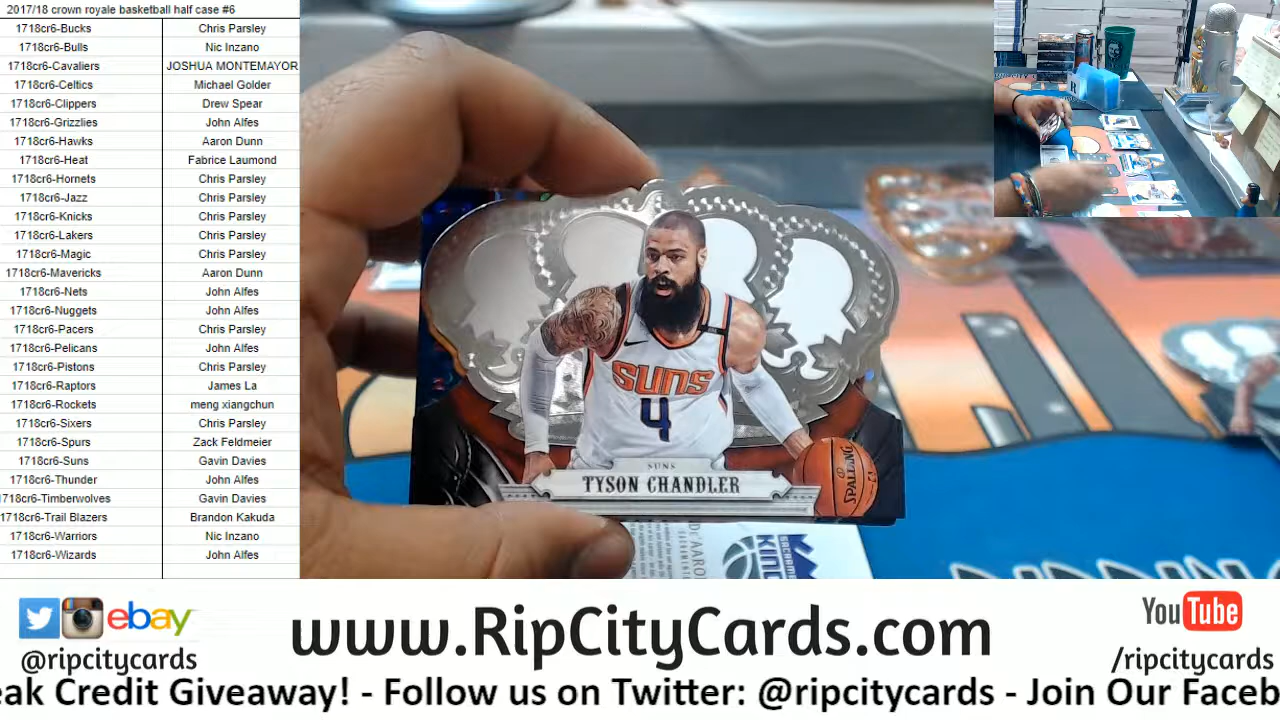 2017/18 crown royale basketball half case #6
1718cr6-Bucks Chris Parsley
1718cr6-Bulls Nic Inzano
1718cr6-Cavaliers JOSHUA MONTEMAYOR
1718cr6-Celtics Michael Golder
1718cr6-Clippers Drew Spear
1718cr6-Grizzlies John Alfes
1718cr6-Hawks Aaron Dunn
1718cr6-Heat Fabrice Laumond
1718cr6-Hornets Chris Parsley
1718cr6-Jazz Chris Parsley
1718cr6-Knicks Chris Parsley
1718cr6-Lakers Chris Parsley
1718cr6-Magic Chris Parsley
1718cr6-Mavericks Aaron Dunn
1718cr6-Nets John Alfes
1718cr6-Nuggets John Alfes
1718cr6-Pacers Chris Parsley
1718cr6-Pelicans John Alfes
1718cr6-Pistons Chris Parsley
1718cr6-Raptors James La
1718cr6-Rockets meng xiangchun
1718cr6-Sixers Chris Parsley
1718cr6-Spurs Zack Feldmeier
1718cr6-Suns Gavin Davies
1718cr6-Thunder John Alfes
1718cr6-Timberwolves Gavin Davies
1718cr6-Trail Blazers Brandon Kakuda
1718cr6-Warriors Nic Inzano
1718cr6-Wizards John Alfes
SUNS
4
SUNS
TYSON CHANDLER
SPALDING
De'AARON
SACRAMENTO
SACRAMENTO
KINGS
ebay
@ripcitycards
www.RipCityCards.com
YouTube
/ripcitycards
eak Credit Giveaway! - Follow us on Twitter: @ripcitycards - Join Our Faceb